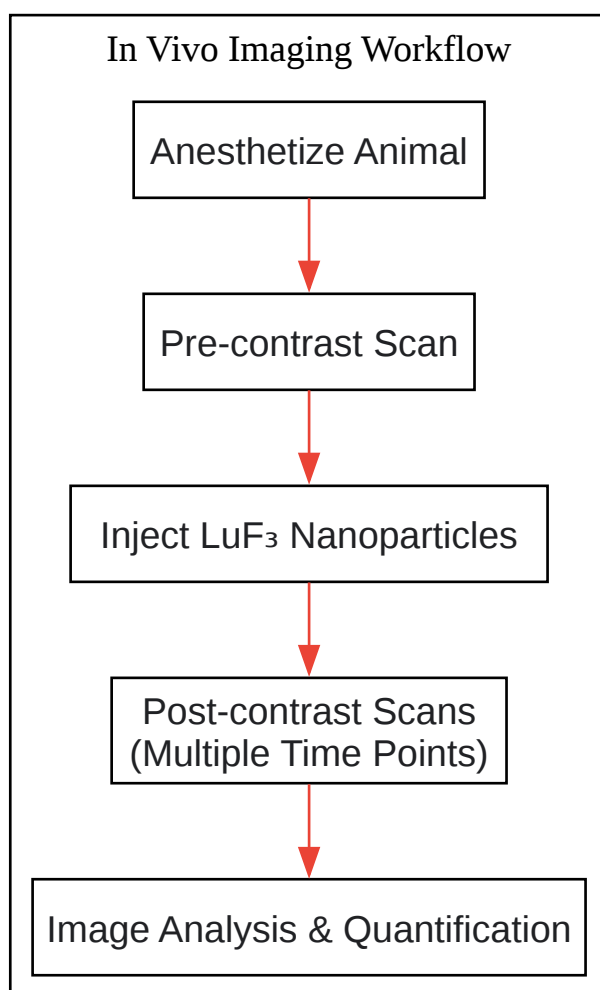 In Vivo Imaging Workflow
Anesthetize Animal
Pre-contrast Scan
Inject LuF₃ Nanoparticles
Post-contrast Scans
(Multiple Time Points)
Image Analysis & Quantification